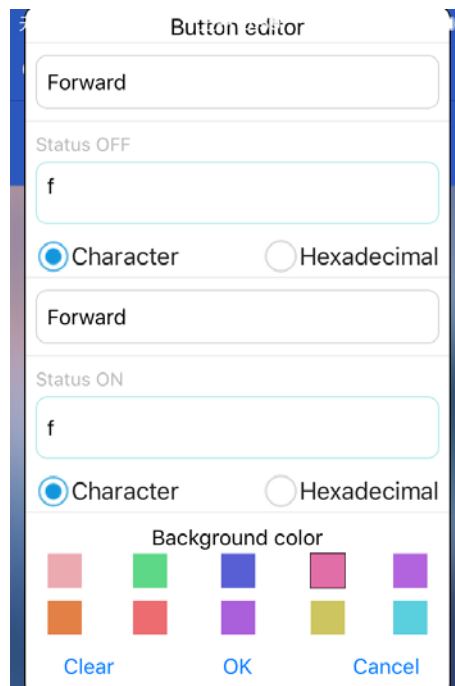 Button editor
Forward
Status OFF
f
Character Hexadecimal
Forward
Status ON
f
Character Hexadecimal
Background color
Clear OK Cancel